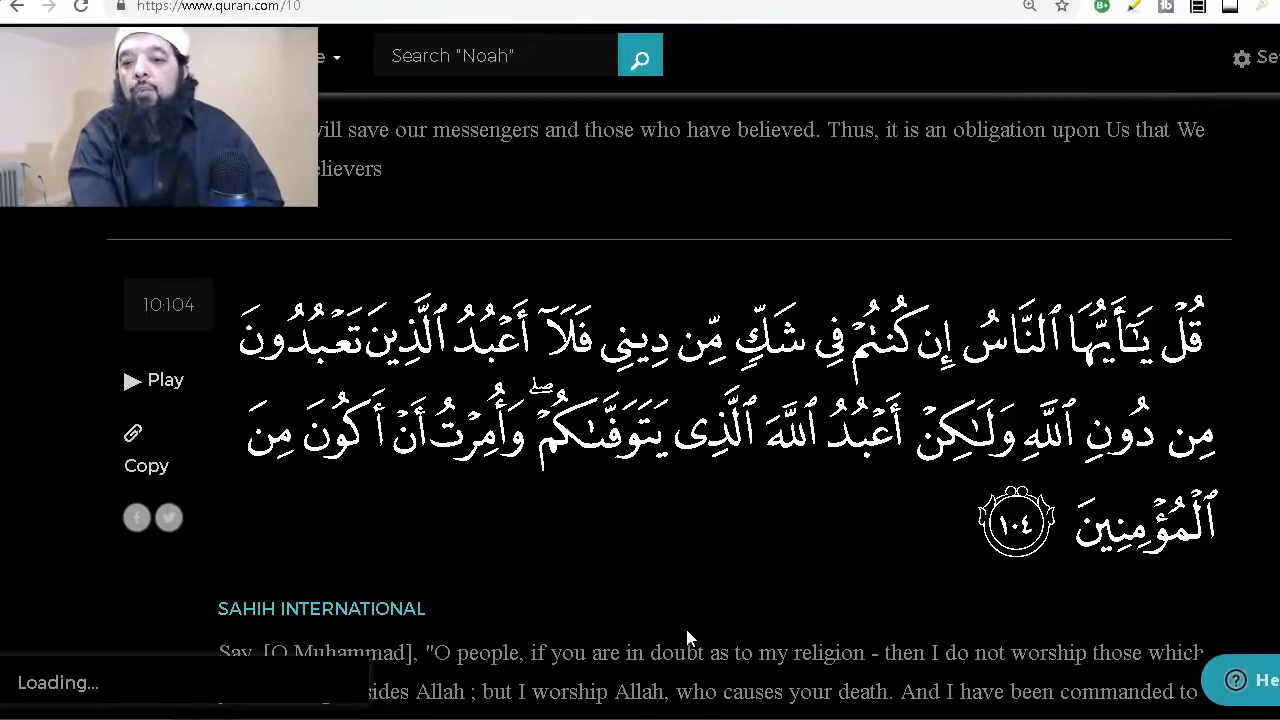 https://www.quran.com/10
Search "Noah"
will save our messengers and those who have believed. Thus, it is an obligation upon Us that We
10:104
قُلْ يَـٰٓأَيُّهَا ٱلنَّاسُ إِن كُنتُمْ فِى شَكٍّ مِّن دِينِى فَلَآ أَعْبُدُ ٱلَّذِينَ تَعْبُدُونَ
مِن دُونِ ٱللَّهِ وَلَـٰكِنْ أَعْبُدُ ٱللَّهَ ٱلَّذِى يَتَوَفَّىٰكُمْ ۖ وَأُمِرْتُ أَنْ أَكُونَ مِنَ
ٱلْمُؤْمِنِينَ ١٠٤
Play
Copy
SAHIH INTERNATIONAL
Say, [O Muhammad], "O people, if you are in doubt as to my religion - then I do not worship those which
Allah ; but I worship Allah, who causes your death. And I have been commanded to
Loading...